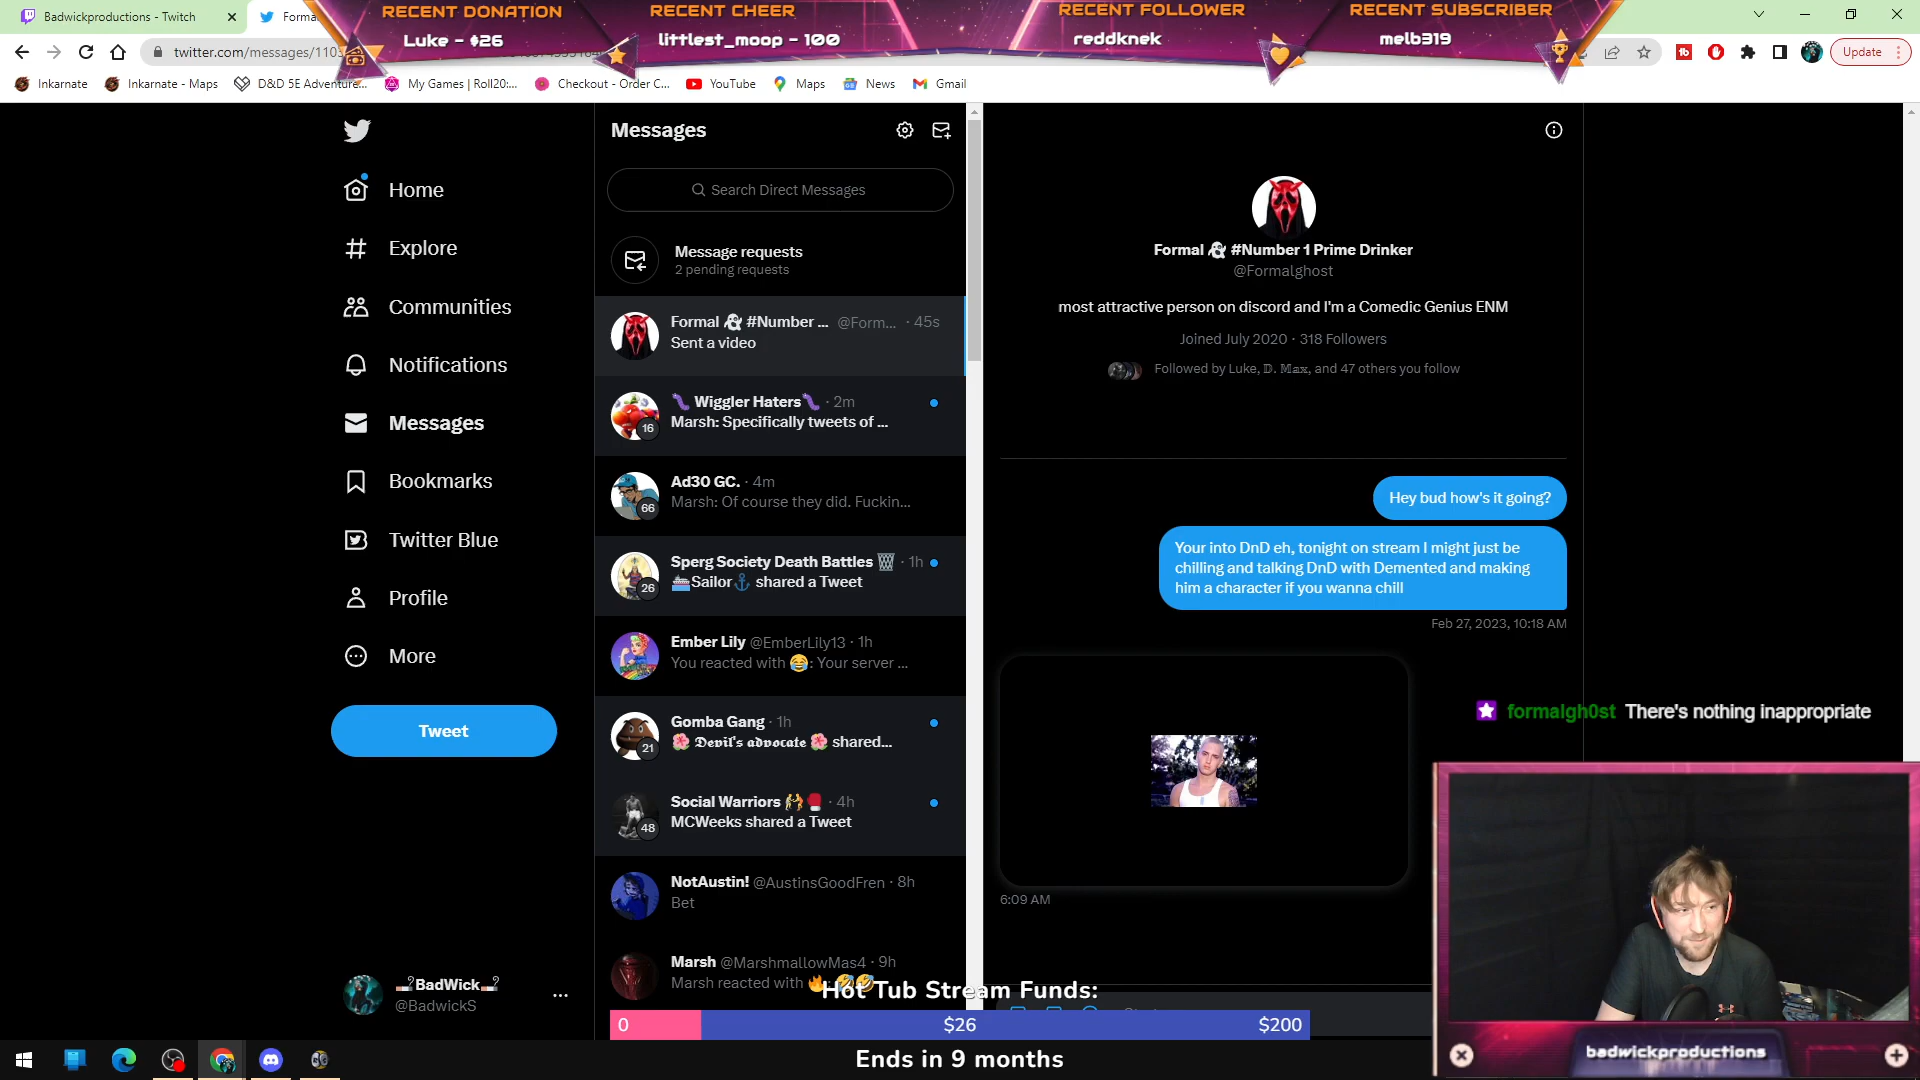 Badwickproductions - Twitch
Forma
RECENT DONATION
Luke - $26
RECENT CHEER
littlest_moop - 100
RECENT FOLLOWER
reddknek
RECENT SUBSCRIBER
melb319
twitter.com/messages/1103
Update
Inkarnate
Inkarnate - Maps
D&D 5E Adventure...
My Games | Roll20:...
Checkout - Order C...
YouTube
Maps
News
Gmail
Home
Explore
Communities
Notifications
Messages
Bookmarks
Twitter Blue
Profile
More
Tweet
BadWick
@BadwickS
Messages
Search Direct Messages
Message requests
2 pending requests
Formal 👻 #Number ... @Form... · 45s
Sent a video
Wiggler Haters · 2m
Marsh: Specifically tweets of ...
16
Ad30 GC. · 4m
Marsh: Of course they did. Fuckin...
66
Sperg Society Death Battles · 1h
🚢Sailor⚓ shared a Tweet
26
Ember Lily @EmberLily13 · 1h
You reacted with 😂: Your server ...
Gomba Gang · 1h
🌺 𝕯𝖊𝖛𝖎𝖑'𝖘 𝖆𝖉𝖛𝖔𝖈𝖆𝖙𝖊 🌺 shared...
21
Social Warriors · 4h
MCWeeks shared a Tweet
48
NotAustin! @AustinsGoodFren · 8h
Bet
Marsh @MarshmallowMas4 · 9h
Marsh reacted with 🔥
Formal 👻 #Number 1 Prime Drinker
@Formalghost
most attractive person on discord and I'm a Comedic Genius ENM
Joined July 2020 · 318 Followers
Followed by Luke, 𝔻. 𝕄𝕒𝕩, and 47 others you follow
Hey bud how's it going?
Your into DnD eh, tonight on stream I might just be
chilling and talking DnD with Demented and making
him a character if you wanna chill
Feb 27, 2023, 10:18 AM
6:09 AM
formalgh0st There's nothing inappropriate
Hot Tub Stream Funds:
0
$26
$200
Ends in 9 months
badwickproductions